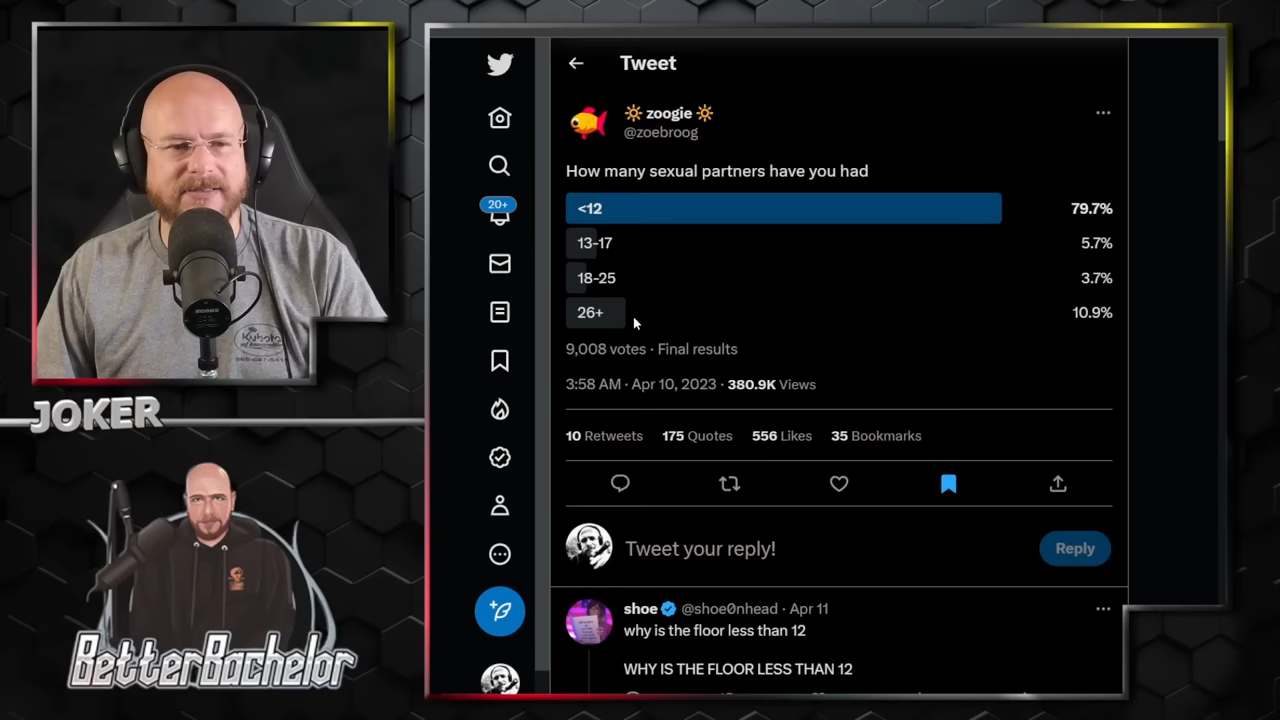 Tweet
zoogie
@zoebroog
How many sexual partners have you had
<12 79.7%
13-17 5.7%
18-25 3.7%
26+ 10.9%
9,008 votes · Final results
3:58 AM · Apr 10, 2023 · 380.9K Views
10 Retweets 175 Quotes 556 Likes 35 Bookmarks
Tweet your reply!
Reply
shoe @shoe0nhead · Apr 11
why is the floor less than 12
WHY IS THE FLOOR LESS THAN 12
20+
Kubota
JOKER
BetterBachelor